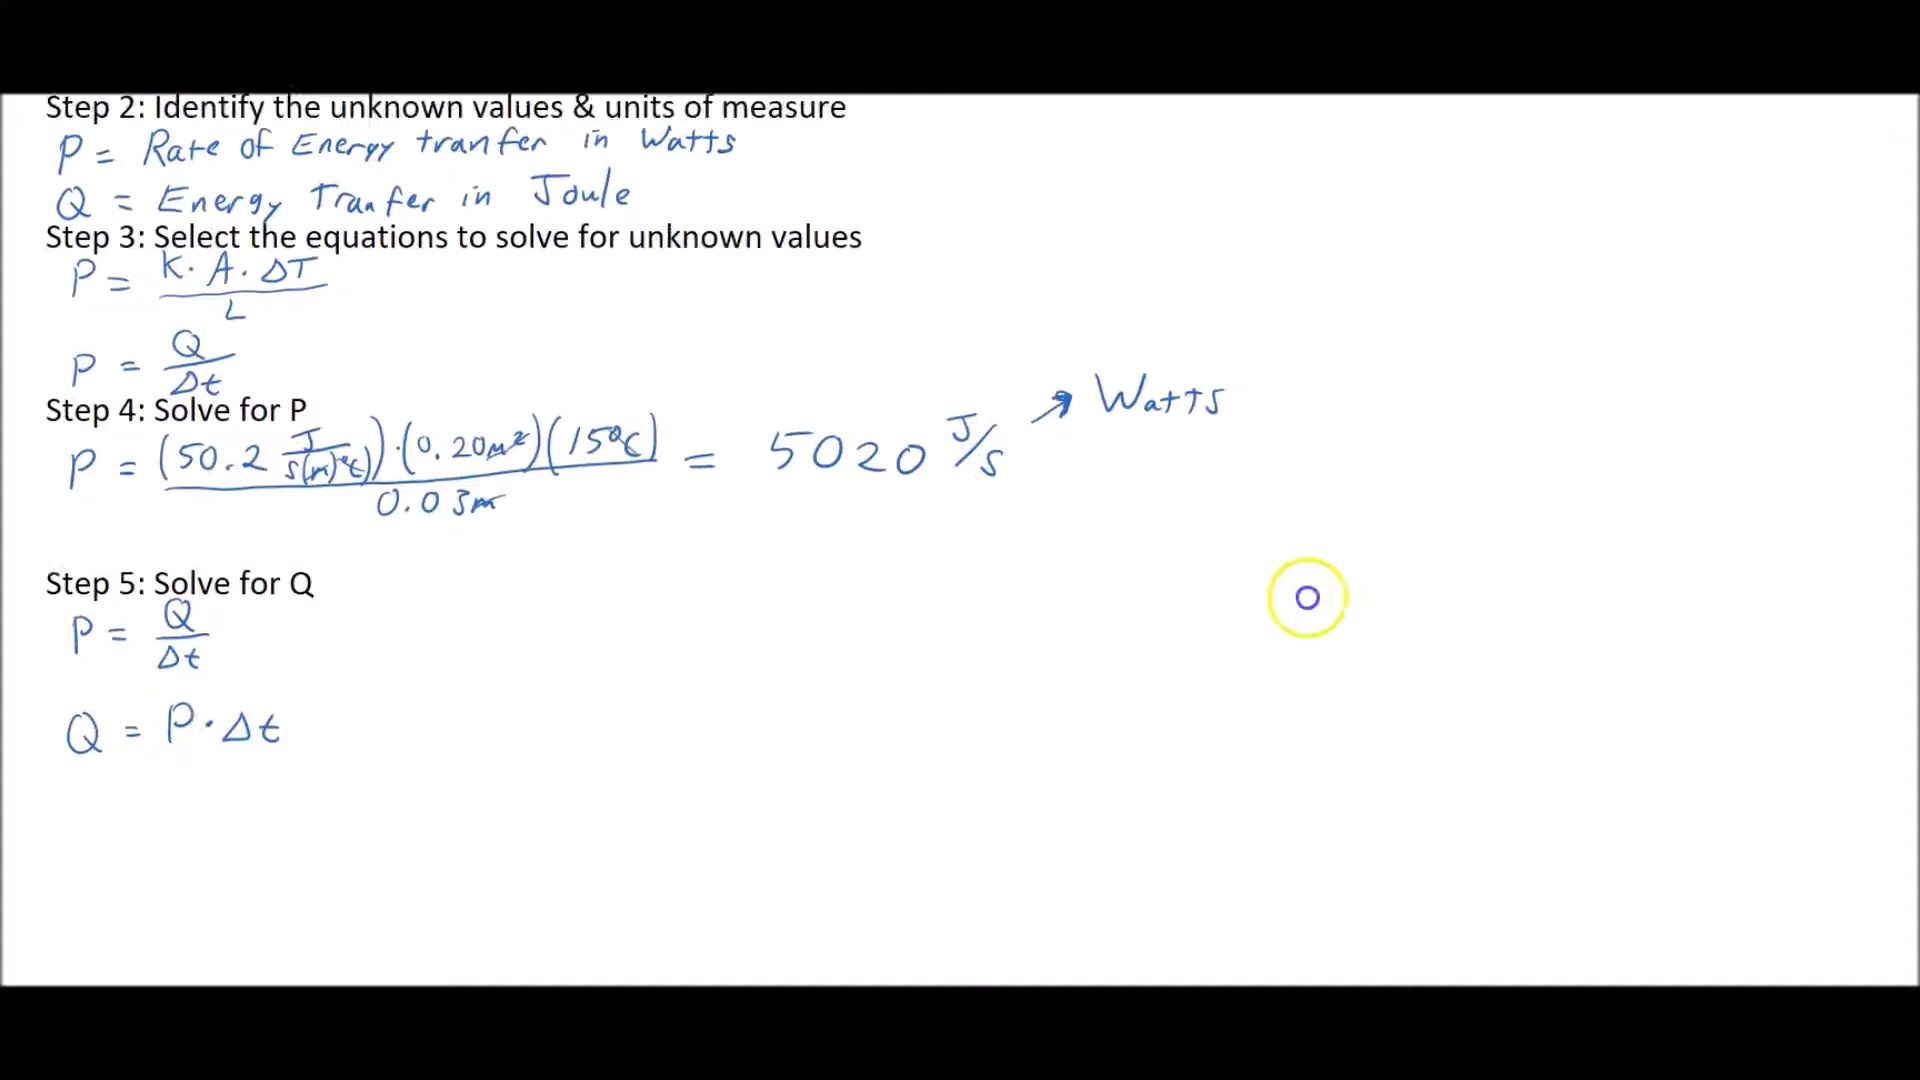 Step 2: Identify the unknown values & units of measure
P = Rate of Energy tranfer in Watts
Q = Energy Tranfer in Joule
Step 3: Select the equations to solve for unknown values
P = K · A · ΔT / L
P = Q / Δt
Step 4: Solve for P
P = (50.2 J / s(m)°C) · (0.20m²)(15°C) / 0.03m = 5020 J/s → Watts
Step 5: Solve for Q
P = Q / Δt
Q = P · Δt